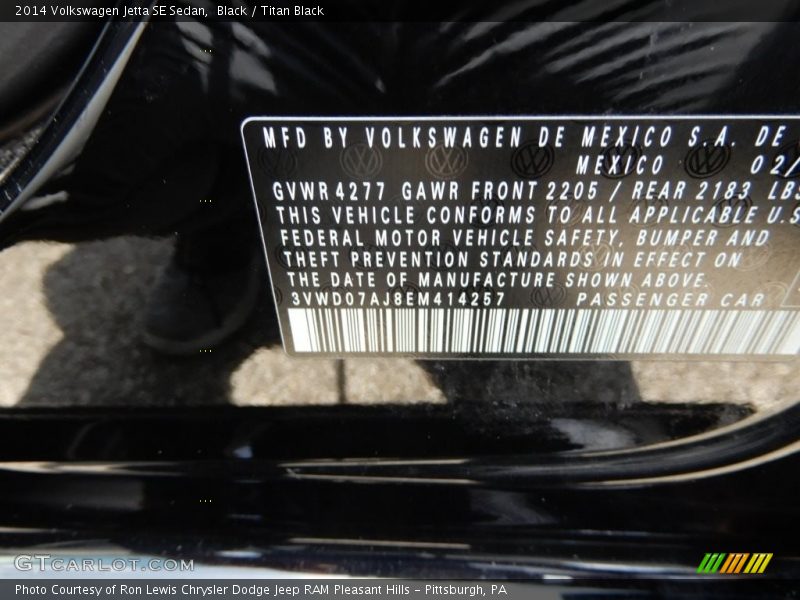 2014 Volkswagen Jetta SE Sedan, Black / Titan Black
MFD BY VOLKSWAGEN DE MEXICO S.A. DE
MEXICO 02/
GVWR 4277 GAWR FRONT 2205 / REAR 2183 LBS
THIS VEHICLE CONFORMS TO ALL APPLICABLE U.S
FEDERAL MOTOR VEHICLE SAFETY, BUMPER AND
THEFT PREVENTION STANDARDS IN EFFECT ON
THE DATE OF MANUFACTURE SHOWN ABOVE.
3VWD07AJ8EM414257 PASSENGER CAR
GTCARLOT.COM
Photo Courtesy of Ron Lewis Chrysler Dodge Jeep RAM Pleasant Hills - Pittsburgh, PA